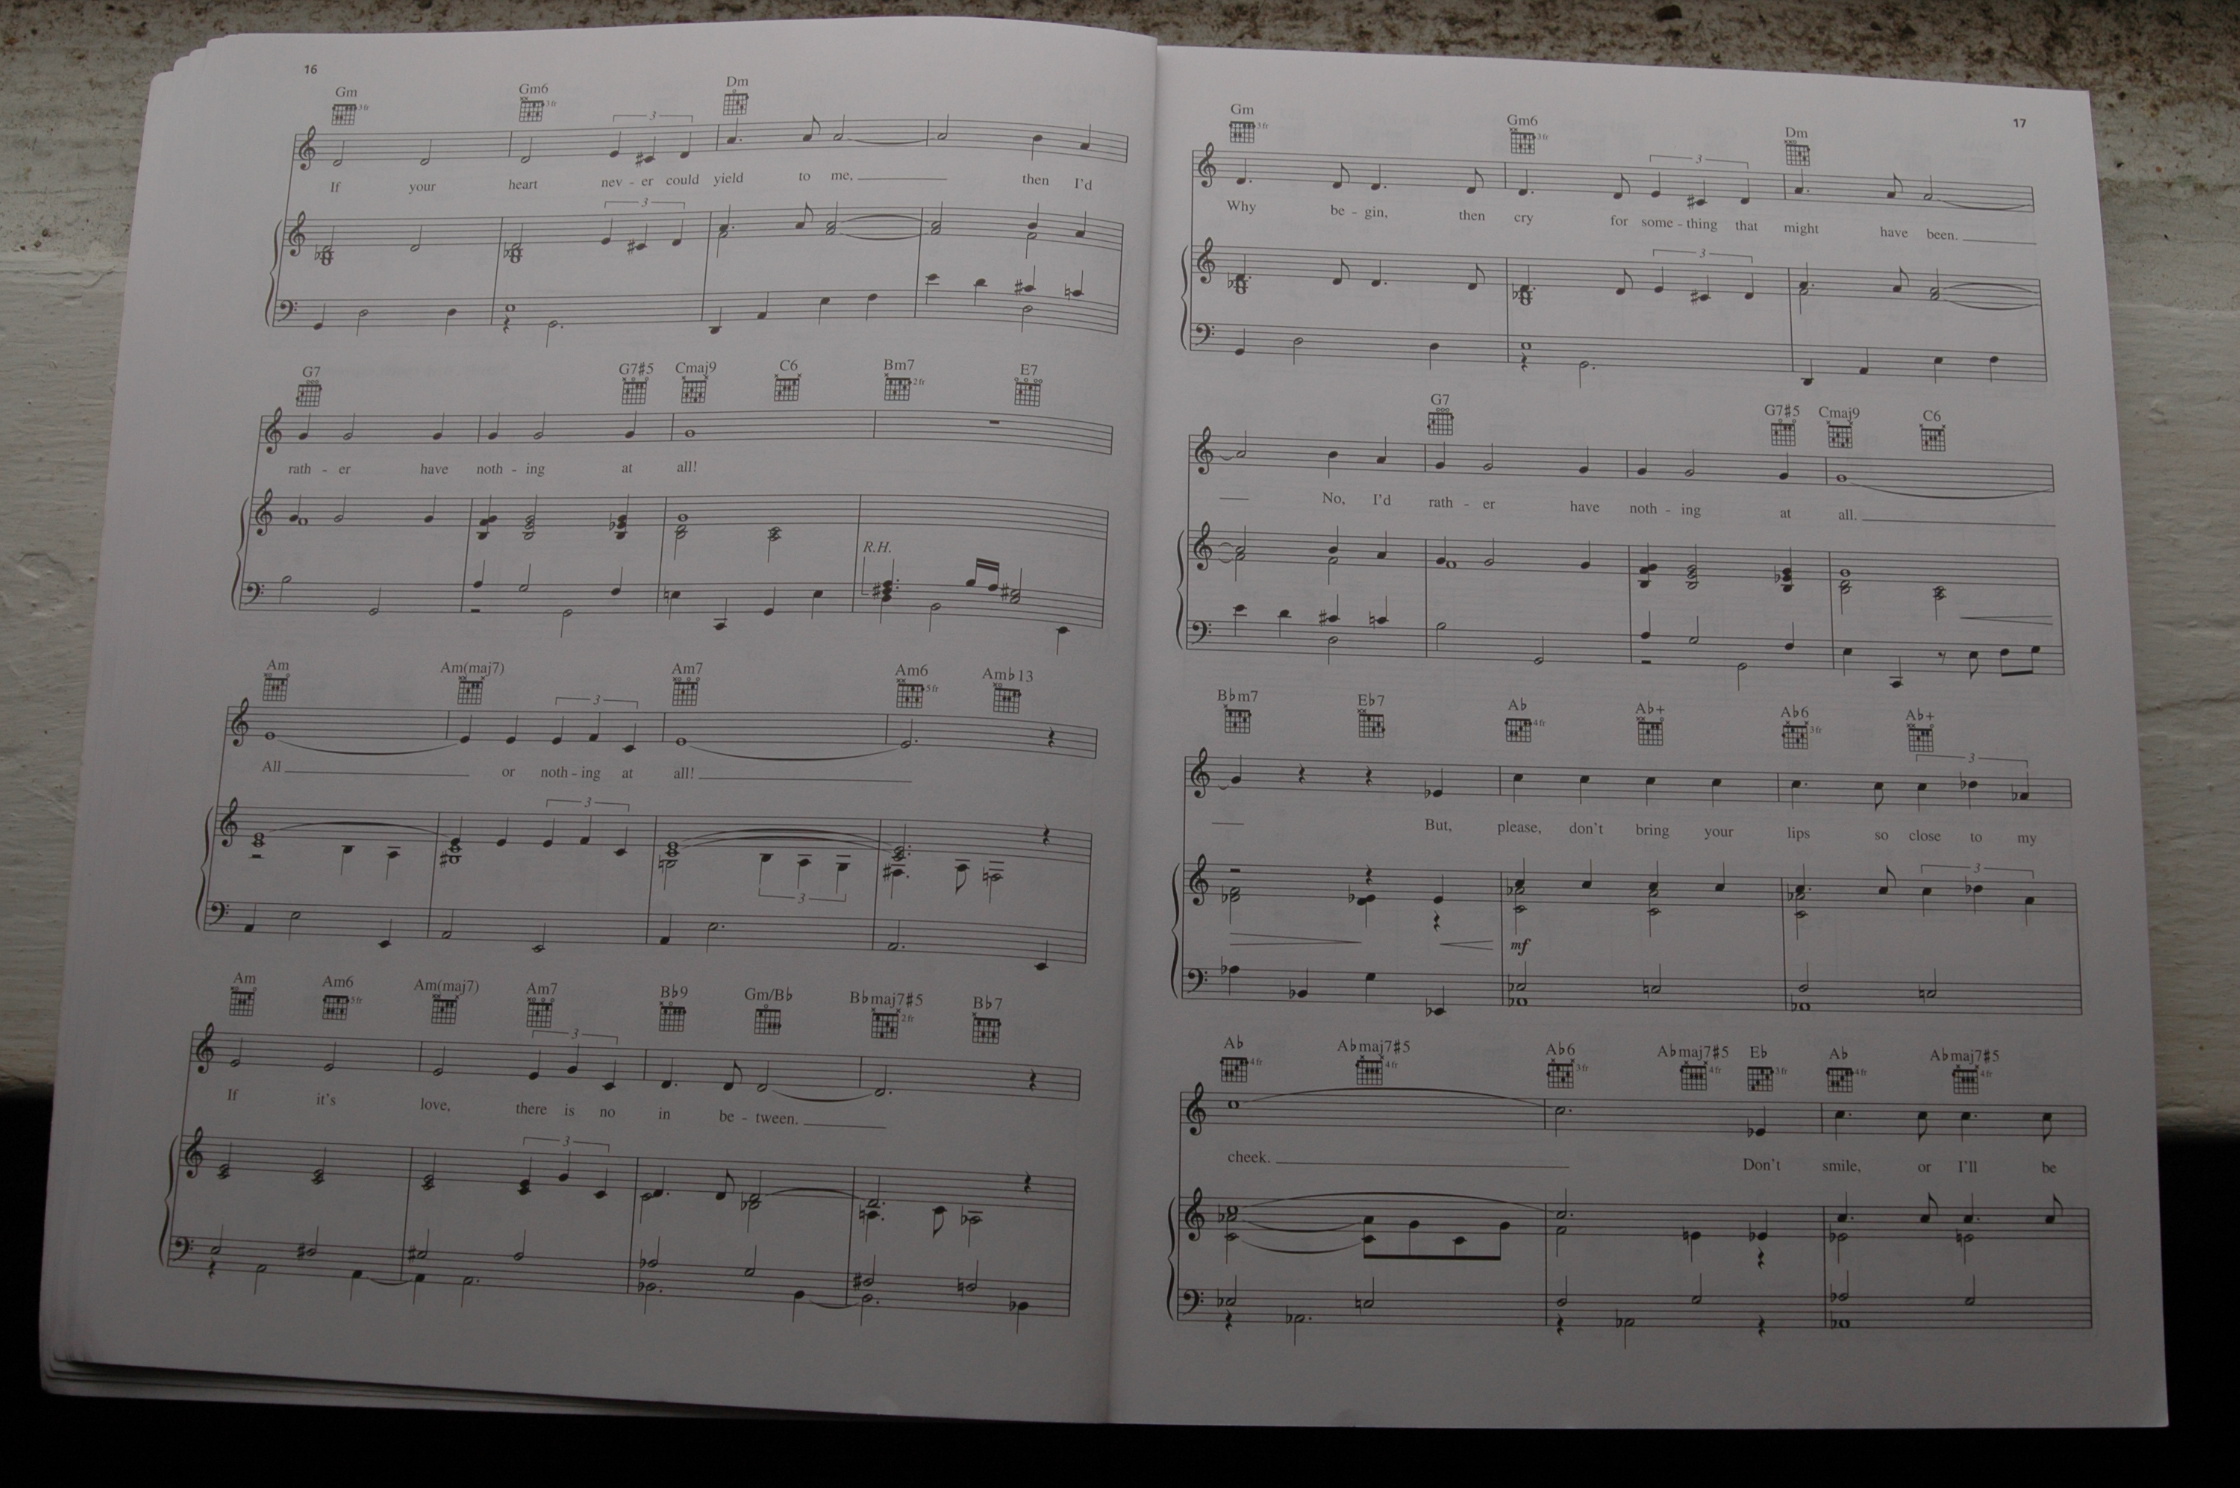 16
Gm Gm6 Dm
3fr 3fr
3
If your heart nev - er could yield to me, then I'd
3
G7 G7♯5 Cmaj9 C6 Bm7 E7
2fr
rath - er have noth - ing at all!
R.H.
Am Am(maj7) Am7 Am6 Am♭13
5fr
3
All or noth - ing at all!
3
3
Am Am6 Am(maj7) Am7 B♭9 Gm/B♭ B♭maj7♯5 B♭7
5fr 2fr
3
If it's love, there is no in be - tween.
3
17
Gm Gm6 Dm
3fr 3fr
3
Why be - gin, then cry for some - thing that might have been.
3
G7 G7♯5 Cmaj9 C6
No, I'd rath - er have noth - ing at all.
B♭m7 E♭7 A♭ A♭+ A♭6 A♭+
4fr 3fr
3
But, please, don't bring your lips so close to my
3
mf
A♭ A♭maj7♯5 A♭6 A♭maj7♯5 E♭ A♭ A♭maj7♯5
4fr 4fr 3fr 4fr 3fr 4fr 4fr
cheek. Don't smile, or I'll be